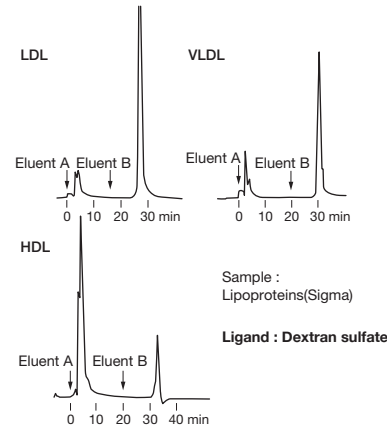 LDL
VLDL
Eluent A Eluent B
0 10 20 30 min
Eluent A
Eluent B
0 10 20 30 min
HDL
Sample :
Lipoproteins(Sigma)
Ligand : Dextran sulfate
Eluent A Eluent B
0 10 20 30 40 min